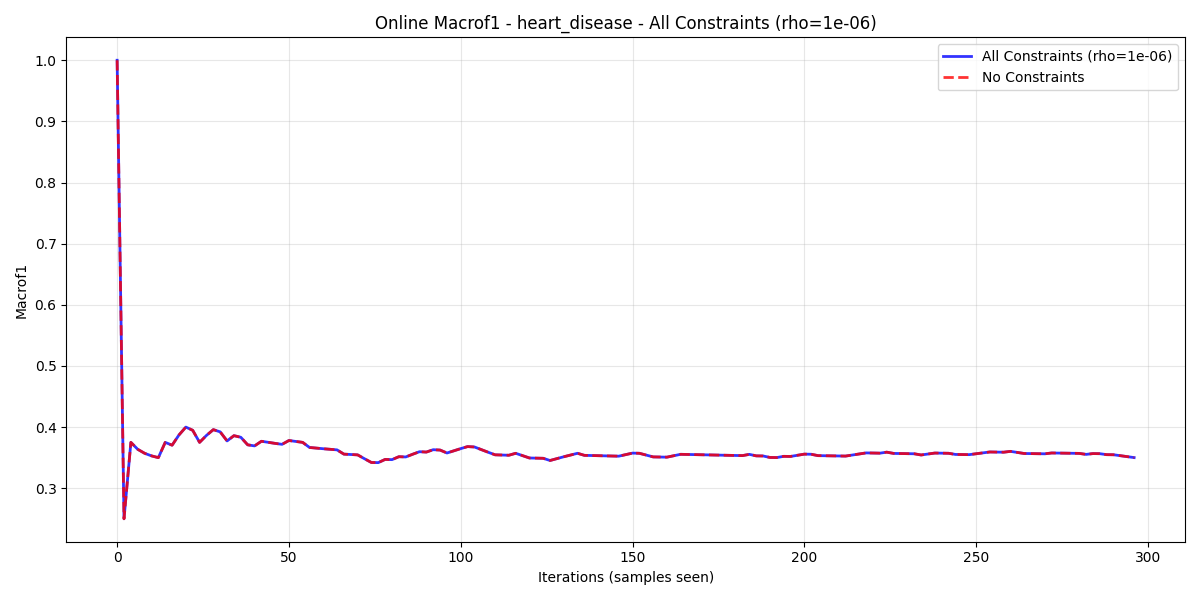 Online Macrof1 - heart_disease - All Constraints (rho=1e-06)
All Constraints (rho=1e-06)
No Constraints
Macrof1
1.0
0.9
0.8
0.7
0.6
0.5
0.4
0.3
0 50 100 150 200 250 300
Iterations (samples seen)